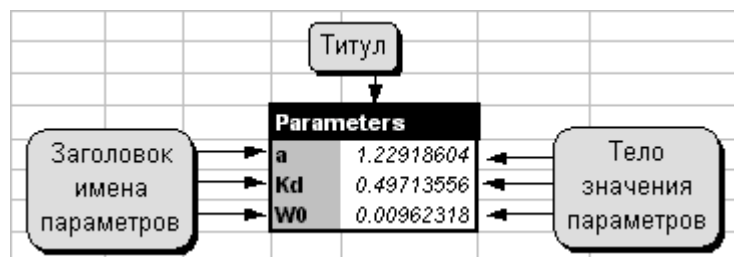 Титул
Parameters
Заголовок
имена
параметров
a 1.22918604
Kd 0.49713556
W0 0.00962318
Тело
значения
параметров